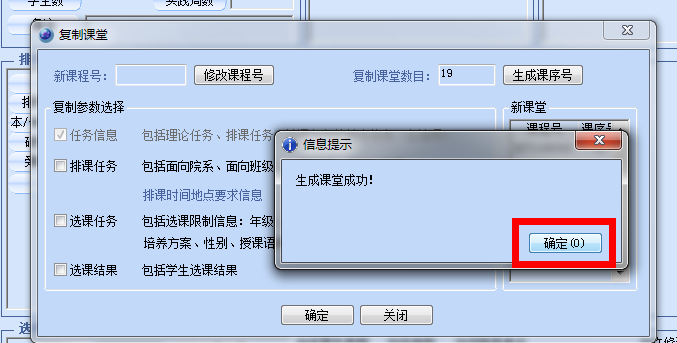 学生数 实践周数
复制课堂
新课程号： 修改课程号 复制课堂数目： 19 生成课序号
复制参数选择 新课堂
课程号 课序号
任务信息 包括理论任务、排课任务
信息提示
生成课堂成功！
排课任务 包括面向院系、面向班级
排课时间地点要求信息
选课任务 包括选课限制信息：年级
培养方案、性别、授课语
确定(O)
选课结果 包括学生选课结果
确定 关闭